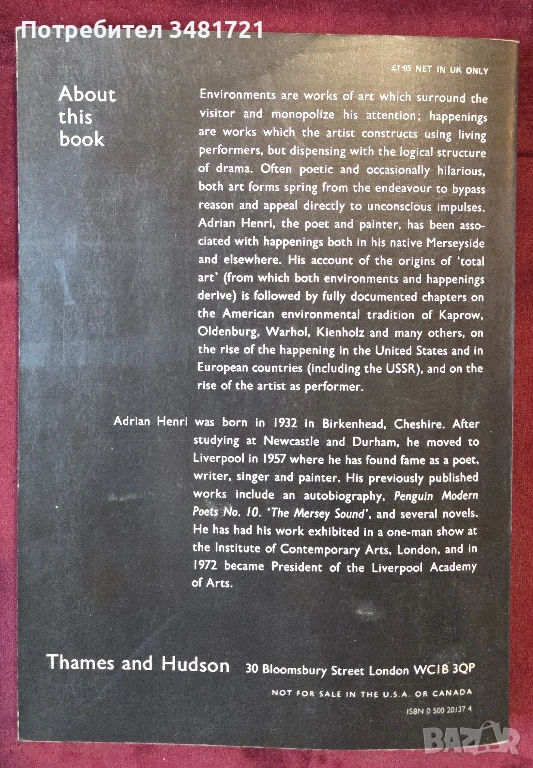 Потребител 3481721
£1·95 NET IN UK ONLY
About
this
book
Environments are works of art which surround the
visitor and monopolize his attention; happenings
are works which the artist constructs using living
performers, but dispensing with the logical structure
of drama. Often poetic and occasionally hilarious,
both art forms spring from the endeavour to bypass
reason and appeal directly to unconscious impulses.
Adrian Henri, the poet and painter, has been asso-
ciated with happenings both in his native Merseyside
and elsewhere. His account of the origins of 'total
art' (from which both environments and happenings
derive) is followed by fully documented chapters on
the American environmental tradition of Kaprow,
Oldenburg, Warhol, Kienholz and many others, on
the rise of the happening in the United States and in
European countries (including the USSR), and on the
rise of the artist as performer.
Adrian Henri was born in 1932 in Birkenhead, Cheshire. After
studying at Newcastle and Durham, he moved to
Liverpool in 1957 where he has found fame as a poet,
writer, singer and painter. His previously published
works include an autobiography, Penguin Modern
Poets No. 10, 'The Mersey Sound', and several novels.
He has had his work exhibited in a one-man show at
the Institute of Contemporary Arts, London, and in
1972 became President of the Liverpool Academy
of Arts.
Thames and Hudson 30 Bloomsbury Street London WC1B 3QP
NOT FOR SALE IN THE U.S.A. OR CANADA
ISBN 0 500 20137 4
BAZAR